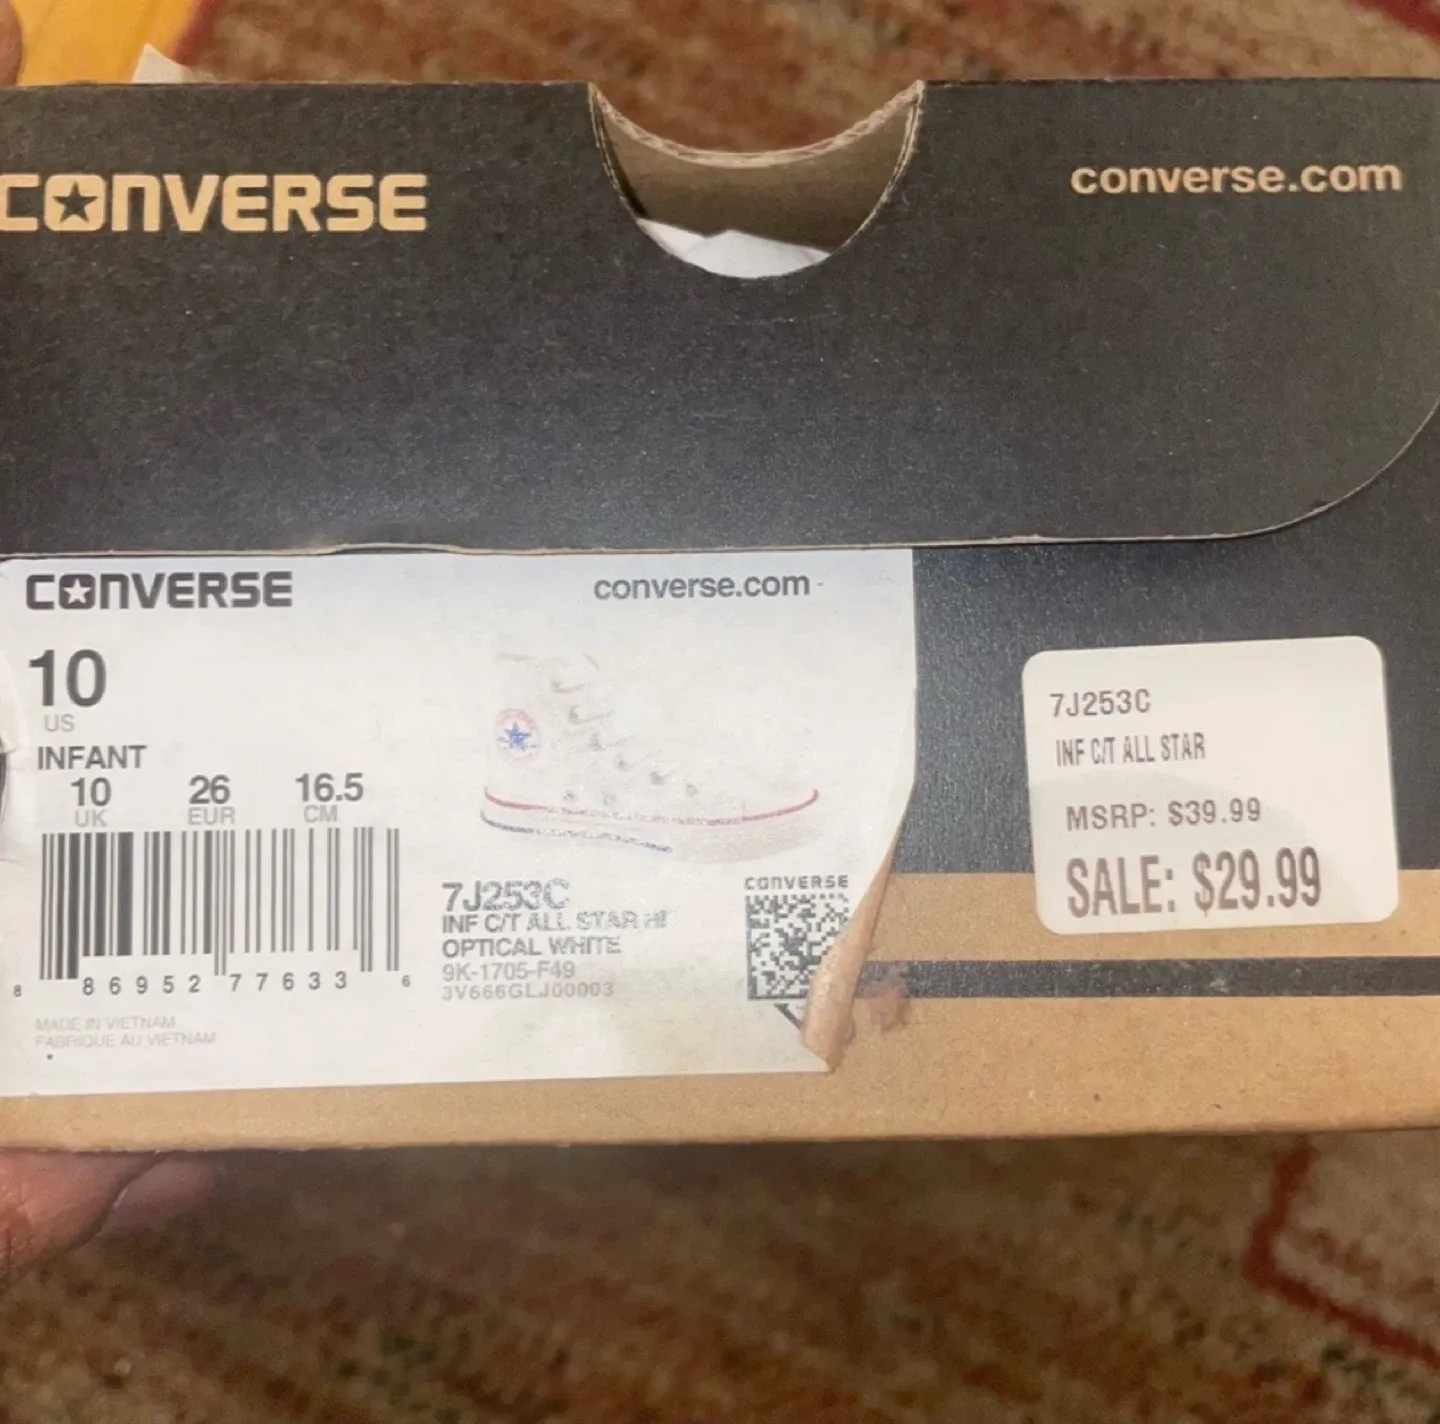 CONVERSE
converse.com
CONVERSE
converse.com
10
US
INFANT
10 26 16.5
UK EUR CM
8 86952 77633 6
MADE IN VIETNAM
FABRIQUE AU VIETNAM
7J253C
INF C/T ALL STAR HI
OPTICAL WHITE
9K-1705-F49
3V666GLJ00003
CONVERSE
7J253C
INF C/T ALL STAR
MSRP: $39.99
SALE: $29.99